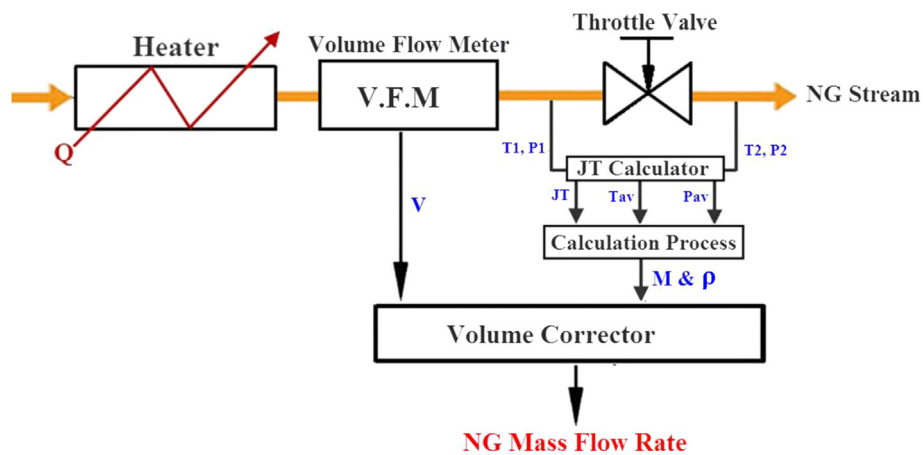 Throttle Valve
Heater
Volume Flow Meter
V.F.M
NG Stream
Q
T1, P1
T2, P2
JT Calculator
JT
Tav
Pav
V
Calculation Process
M & ρ
Volume Corrector
NG Mass Flow Rate